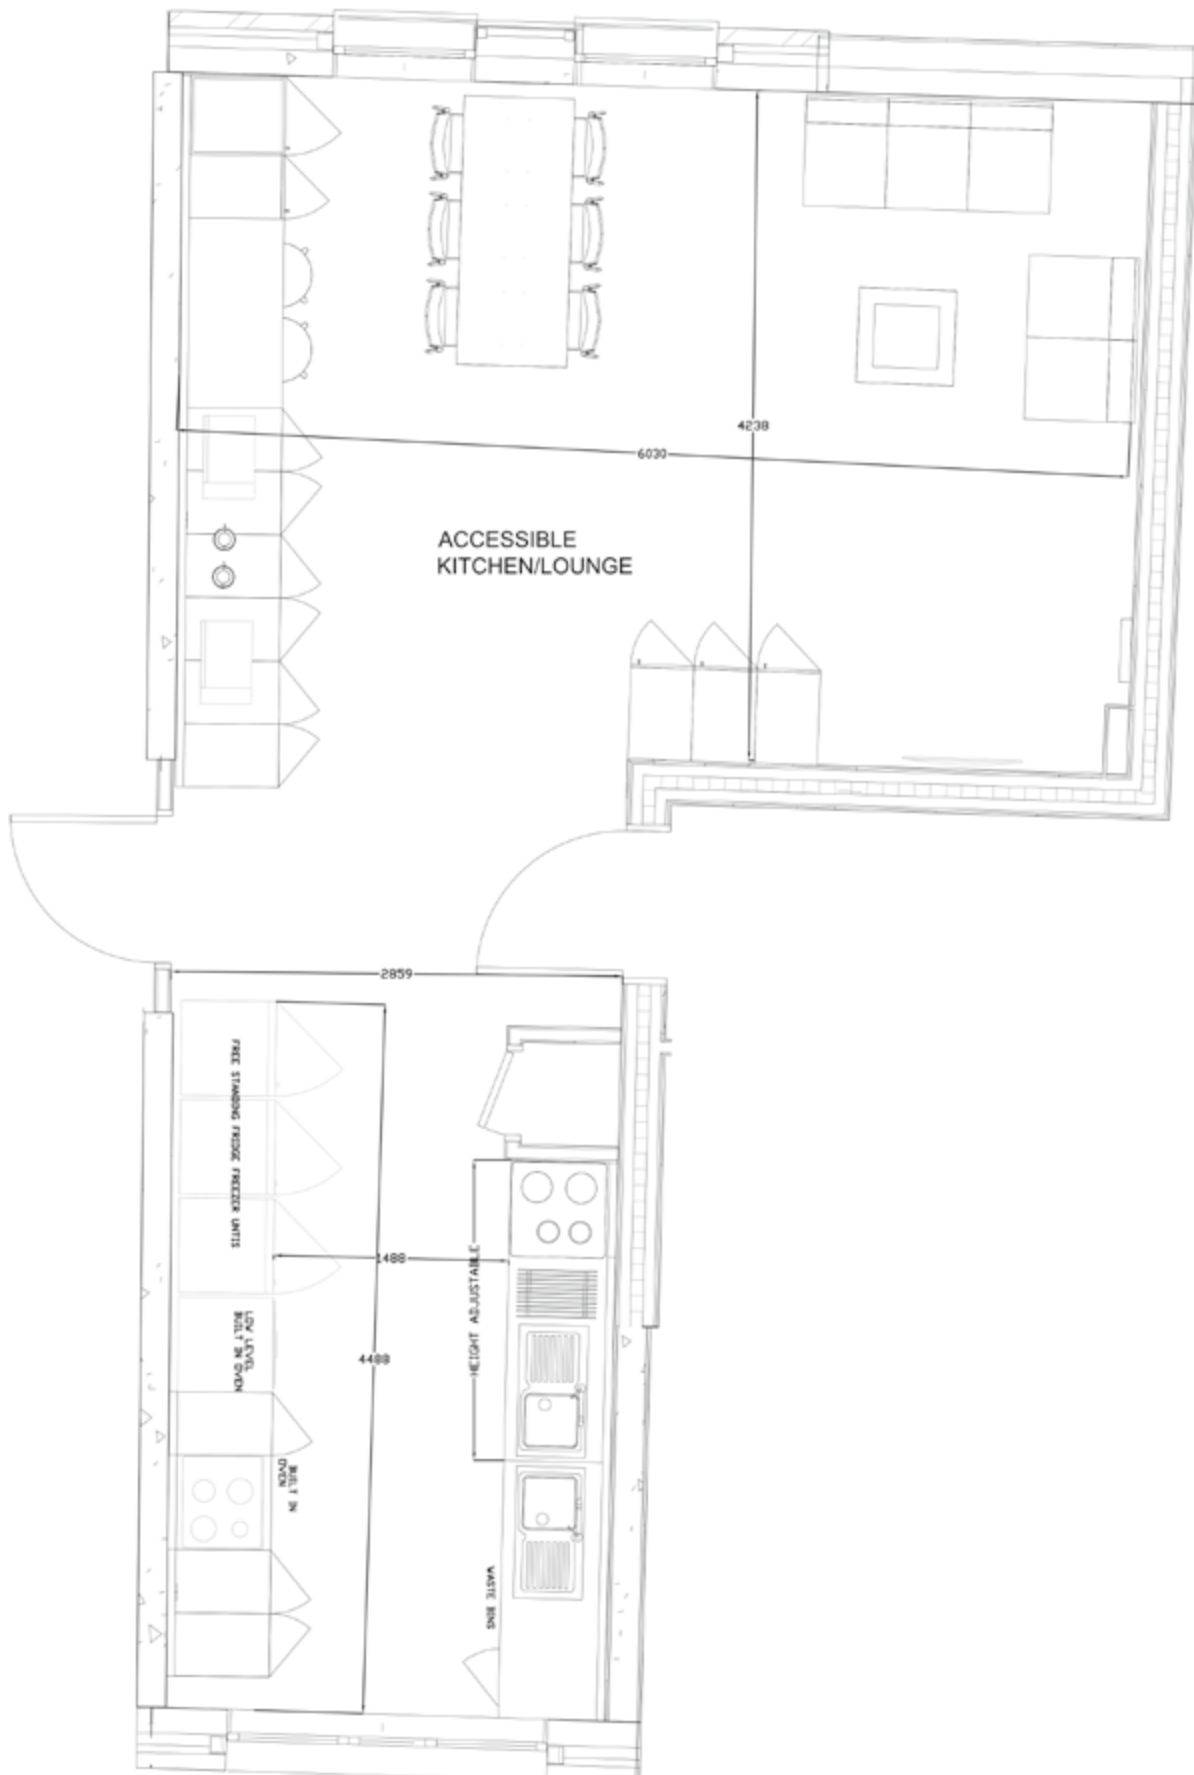 4238
6030
ACCESSIBLE
KITCHEN/LOUNGE
2859
FREE STANDING FRIDGE FREEZER UNTIS
1488
HEIGHT ADJUSTABLE
LOW LEVEL
BUILT IN OVEN
4488
BUILT IN
OVEN
WASTE BINS